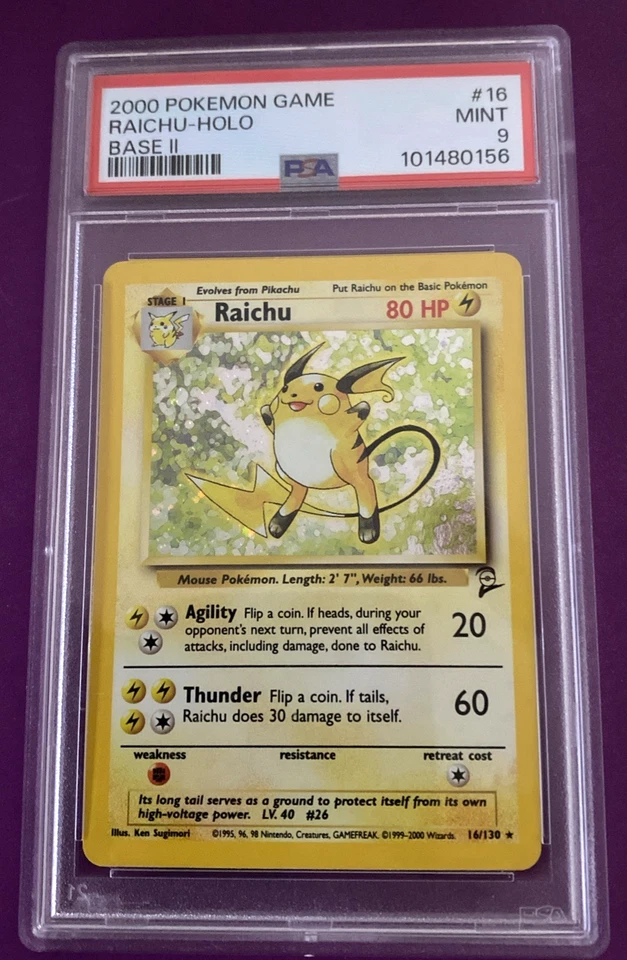 2000 POKEMON GAME #16
RAICHU-HOLO MINT
BASE II 9
PSA 101480156
Evolves from Pikachu Put Raichu on the Basic Pokémon
STAGE 1
Raichu 80 HP
Mouse Pokémon. Length: 2' 7", Weight: 66 lbs.
Agility Flip a coin. If heads, during your
opponent's next turn, prevent all effects of
attacks, including damage, done to Raichu.
20
Thunder Flip a coin. If tails,
Raichu does 30 damage to itself.
60
weakness resistance retreat cost
Its long tail serves as a ground to protect itself from its own
high-voltage power. LV. 40 #26
Illus. Ken Sugimori ©1995, 96, 98 Nintendo, Creatures, GAMEFREAK. ©1999-2000 Wizards. 16/130 ★